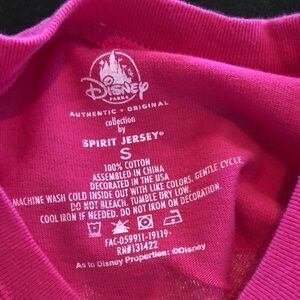 Disney
PARKS
AUTHENTIC • ORIGINAL
collection
by
SPIRIT JERSEY®
S
100% COTTON
ASSEMBLED IN CHINA
DECORATED IN THE USA
MACHINE WASH COLD INSIDE OUT WITH LIKE COLORS. GENTLE CYCLE
DO NOT BLEACH. TUMBLE DRY LOW.
COOL IRON IF NEEDED. DO NOT IRON ON DECORATION.
FAC-059911-19119
RN#131422
As to Disney Properties: ©Disney